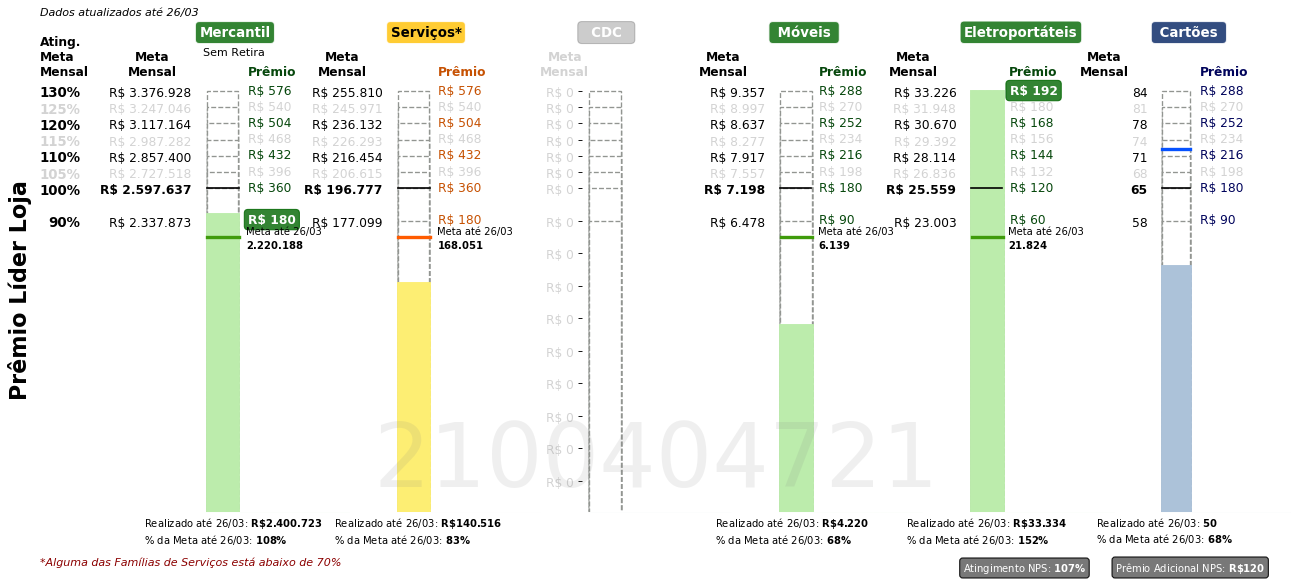 Dados atualizados até 26/03
Mercantil
Serviços*
CDC
Móveis
Eletroportáteis
Cartões
Sem Retira
Ating. Meta Mensal
Meta Mensal Prêmio Meta Mensal Prêmio Meta Mensal Meta Mensal Prêmio Meta Mensal Prêmio Meta Mensal Prêmio
130% R$ 3.376.928 R$ 576 R$ 255.810 R$ 576 R$ 0 R$ 9.357 R$ 288 R$ 33.226 R$ 192 84 R$ 288
125% R$ 3.247.046 R$ 540 R$ 245.971 R$ 540 R$ 0 R$ 8.997 R$ 270 R$ 31.948 R$ 180 81 R$ 270
120% R$ 3.117.164 R$ 504 R$ 236.132 R$ 504 R$ 0 R$ 8.637 R$ 252 R$ 30.670 R$ 168 78 R$ 252
115% R$ 2.987.282 R$ 468 R$ 226.293 R$ 468 R$ 0 R$ 8.277 R$ 234 R$ 29.392 R$ 156 74 R$ 234
110% R$ 2.857.400 R$ 432 R$ 216.454 R$ 432 R$ 0 R$ 7.917 R$ 216 R$ 28.114 R$ 144 71 R$ 216
105% R$ 2.727.518 R$ 396 R$ 206.615 R$ 396 R$ 0 R$ 7.557 R$ 198 R$ 26.836 R$ 132 68 R$ 198
100% R$ 2.597.637 R$ 360 R$ 196.777 R$ 360 R$ 0 R$ 7.198 R$ 180 R$ 25.559 R$ 120 65 R$ 180
90% R$ 2.337.873 R$ 180 R$ 177.099 R$ 180 R$ 0 R$ 6.478 R$ 90 R$ 23.003 R$ 60 58 R$ 90
Meta até 26/03 Meta até 26/03 Meta até 26/03 Meta até 26/03
2.220.188 168.051 6.139 21.824
R$ 0
R$ 0
R$ 0
R$ 0
R$ 0
R$ 0
R$ 0
R$ 0
Prêmio Líder Loja
2100404721
Realizado até 26/03: R$2.400.723 Realizado até 26/03: R$140.516 Realizado até 26/03: R$4.220 Realizado até 26/03: R$33.334 Realizado até 26/03: 50
% da Meta até 26/03: 108% % da Meta até 26/03: 83% % da Meta até 26/03: 68% % da Meta até 26/03: 152% % da Meta até 26/03: 68%
*Alguma das Famílias de Serviços está abaixo de 70%
Atingimento NPS: 107%
Prêmio Adicional NPS: R$120